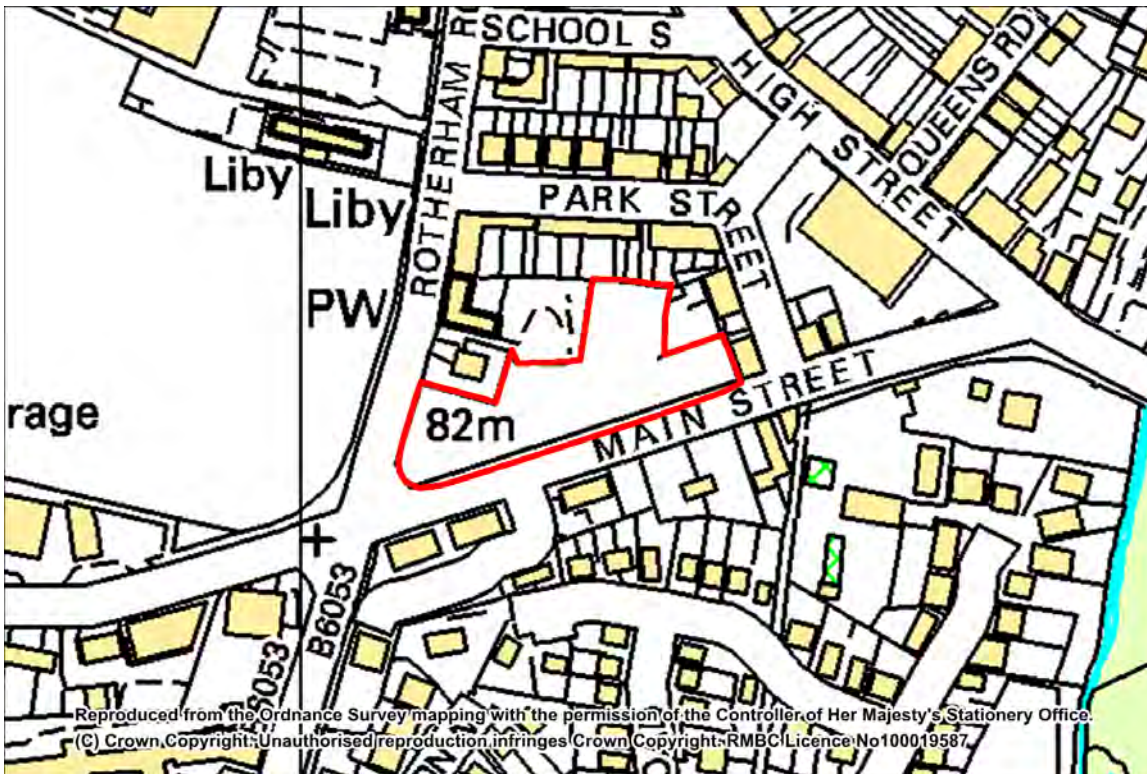 SCHOOL S
ROTHERHAM RO
HIGH STREET
QUEENS RD
Liby
Liby
PARK STREET
PW
rage
82m
MAIN STREET
B6053
6053
Reproduced from the Ordnance Survey mapping with the permission of the Controller of Her Majesty's Stationery Office.
(C) Crown Copyright. Unauthorised reproduction infringes Crown Copyright. RMBC Licence No100019587